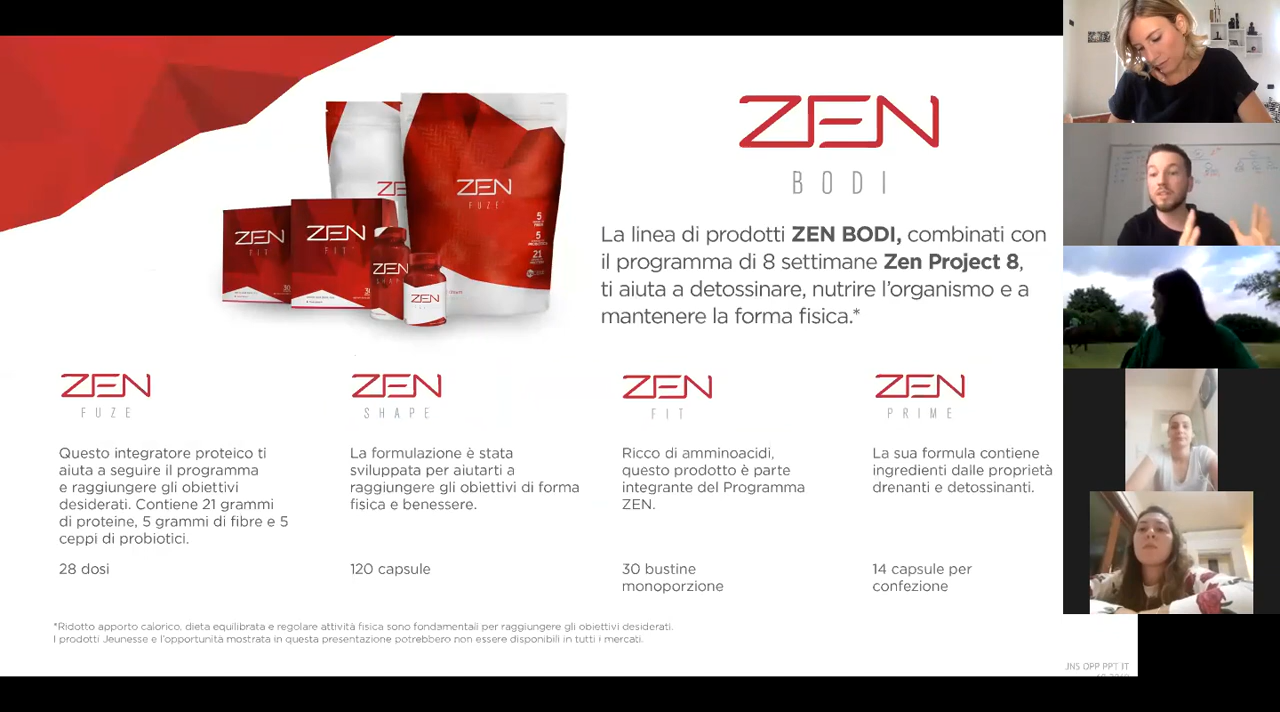 ZEN
BODI
La linea di prodotti ZEN BODI, combinati con
il programma di 8 settimane Zen Project 8,
ti aiuta a detossinare, nutrire l’organismo e a
mantenere la forma fisica.*
ZEN
ZEN
FUZE
5
5
21
ZEN
FIT
30
ZEN
FIT
ZEN
SHAPE
ZEN
ZEN
FUZE
Questo integratore proteico ti
aiuta a seguire il programma
e raggiungere gli obiettivi
desiderati. Contiene 21 grammi
di proteine, 5 grammi di fibre e 5
ceppi di probiotici.
28 dosi
ZEN
SHAPE
La formulazione è stata
sviluppata per aiutarti a
raggiungere gli obiettivi di forma
fisica e benessere.
120 capsule
ZEN
FIT
Ricco di amminoacidi,
questo prodotto è parte
integrante del Programma
ZEN.
30 bustine
monoporzione
ZEN
PRIME
La sua formula contiene
ingredienti dalle proprietà
drenanti e detossinanti.
14 capsule per
confezione
*Ridotto apporto calorico, dieta equilibrata e regolare attività fisica sono fondamentali per raggiungere gli obiettivi desiderati.
I prodotti Jeunesse e l’opportunità mostrata in questa presentazione potrebbero non essere disponibili in tutti i mercati.
JNS OPP PPT IT